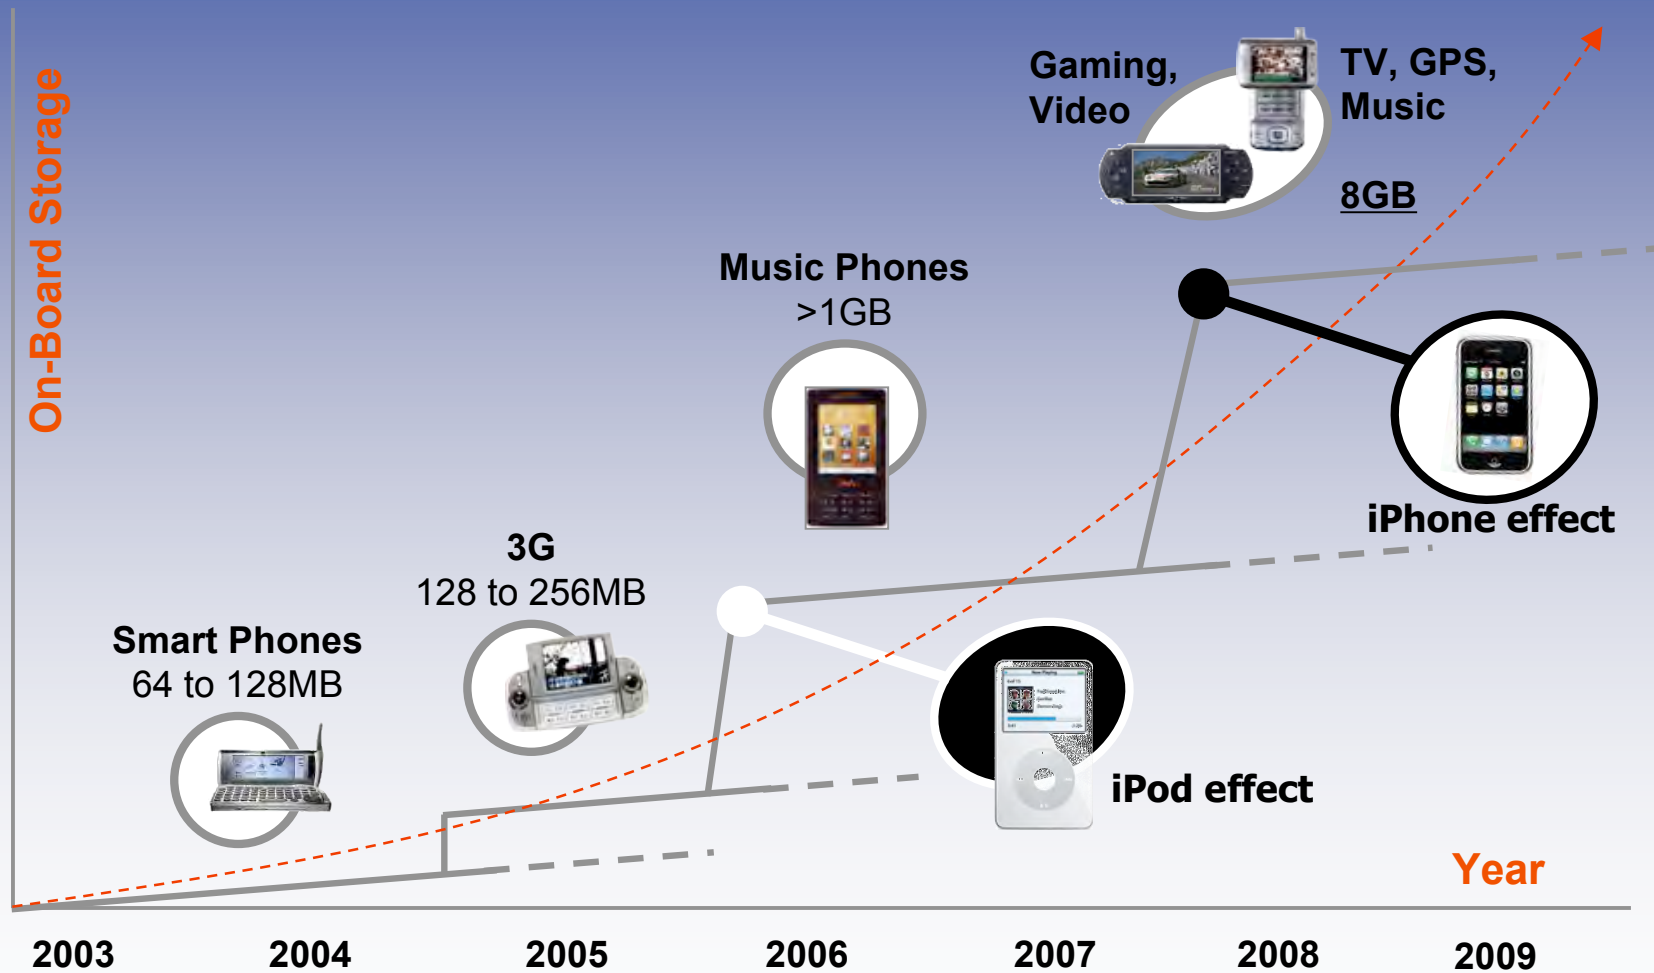 On-Board Storage
Gaming,
Video
TV, GPS,
Music
8GB
Music Phones
>1GB
3G
128 to 256MB
Smart Phones
64 to 128MB
iPhone effect
iPod effect
Year
2003
2004
2005
2006
2007
2008
2009